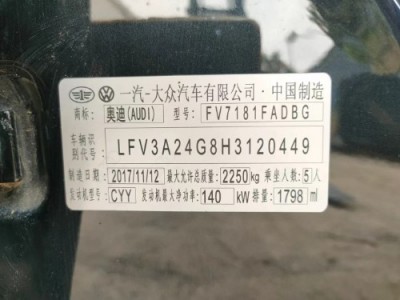 一汽-大众汽车有限公司·中国制造
商标: 奥迪(AUDI) 型号: FV7181FADBG
车辆识
别代号: LFV3A24G8H3120449
制造日期: 2017/11/12 最大允许总质量: 2250kg 乘坐人数: 5人
发动机型号: CYY 发动机最大净功率: 140 kW 排量: 1798 ml